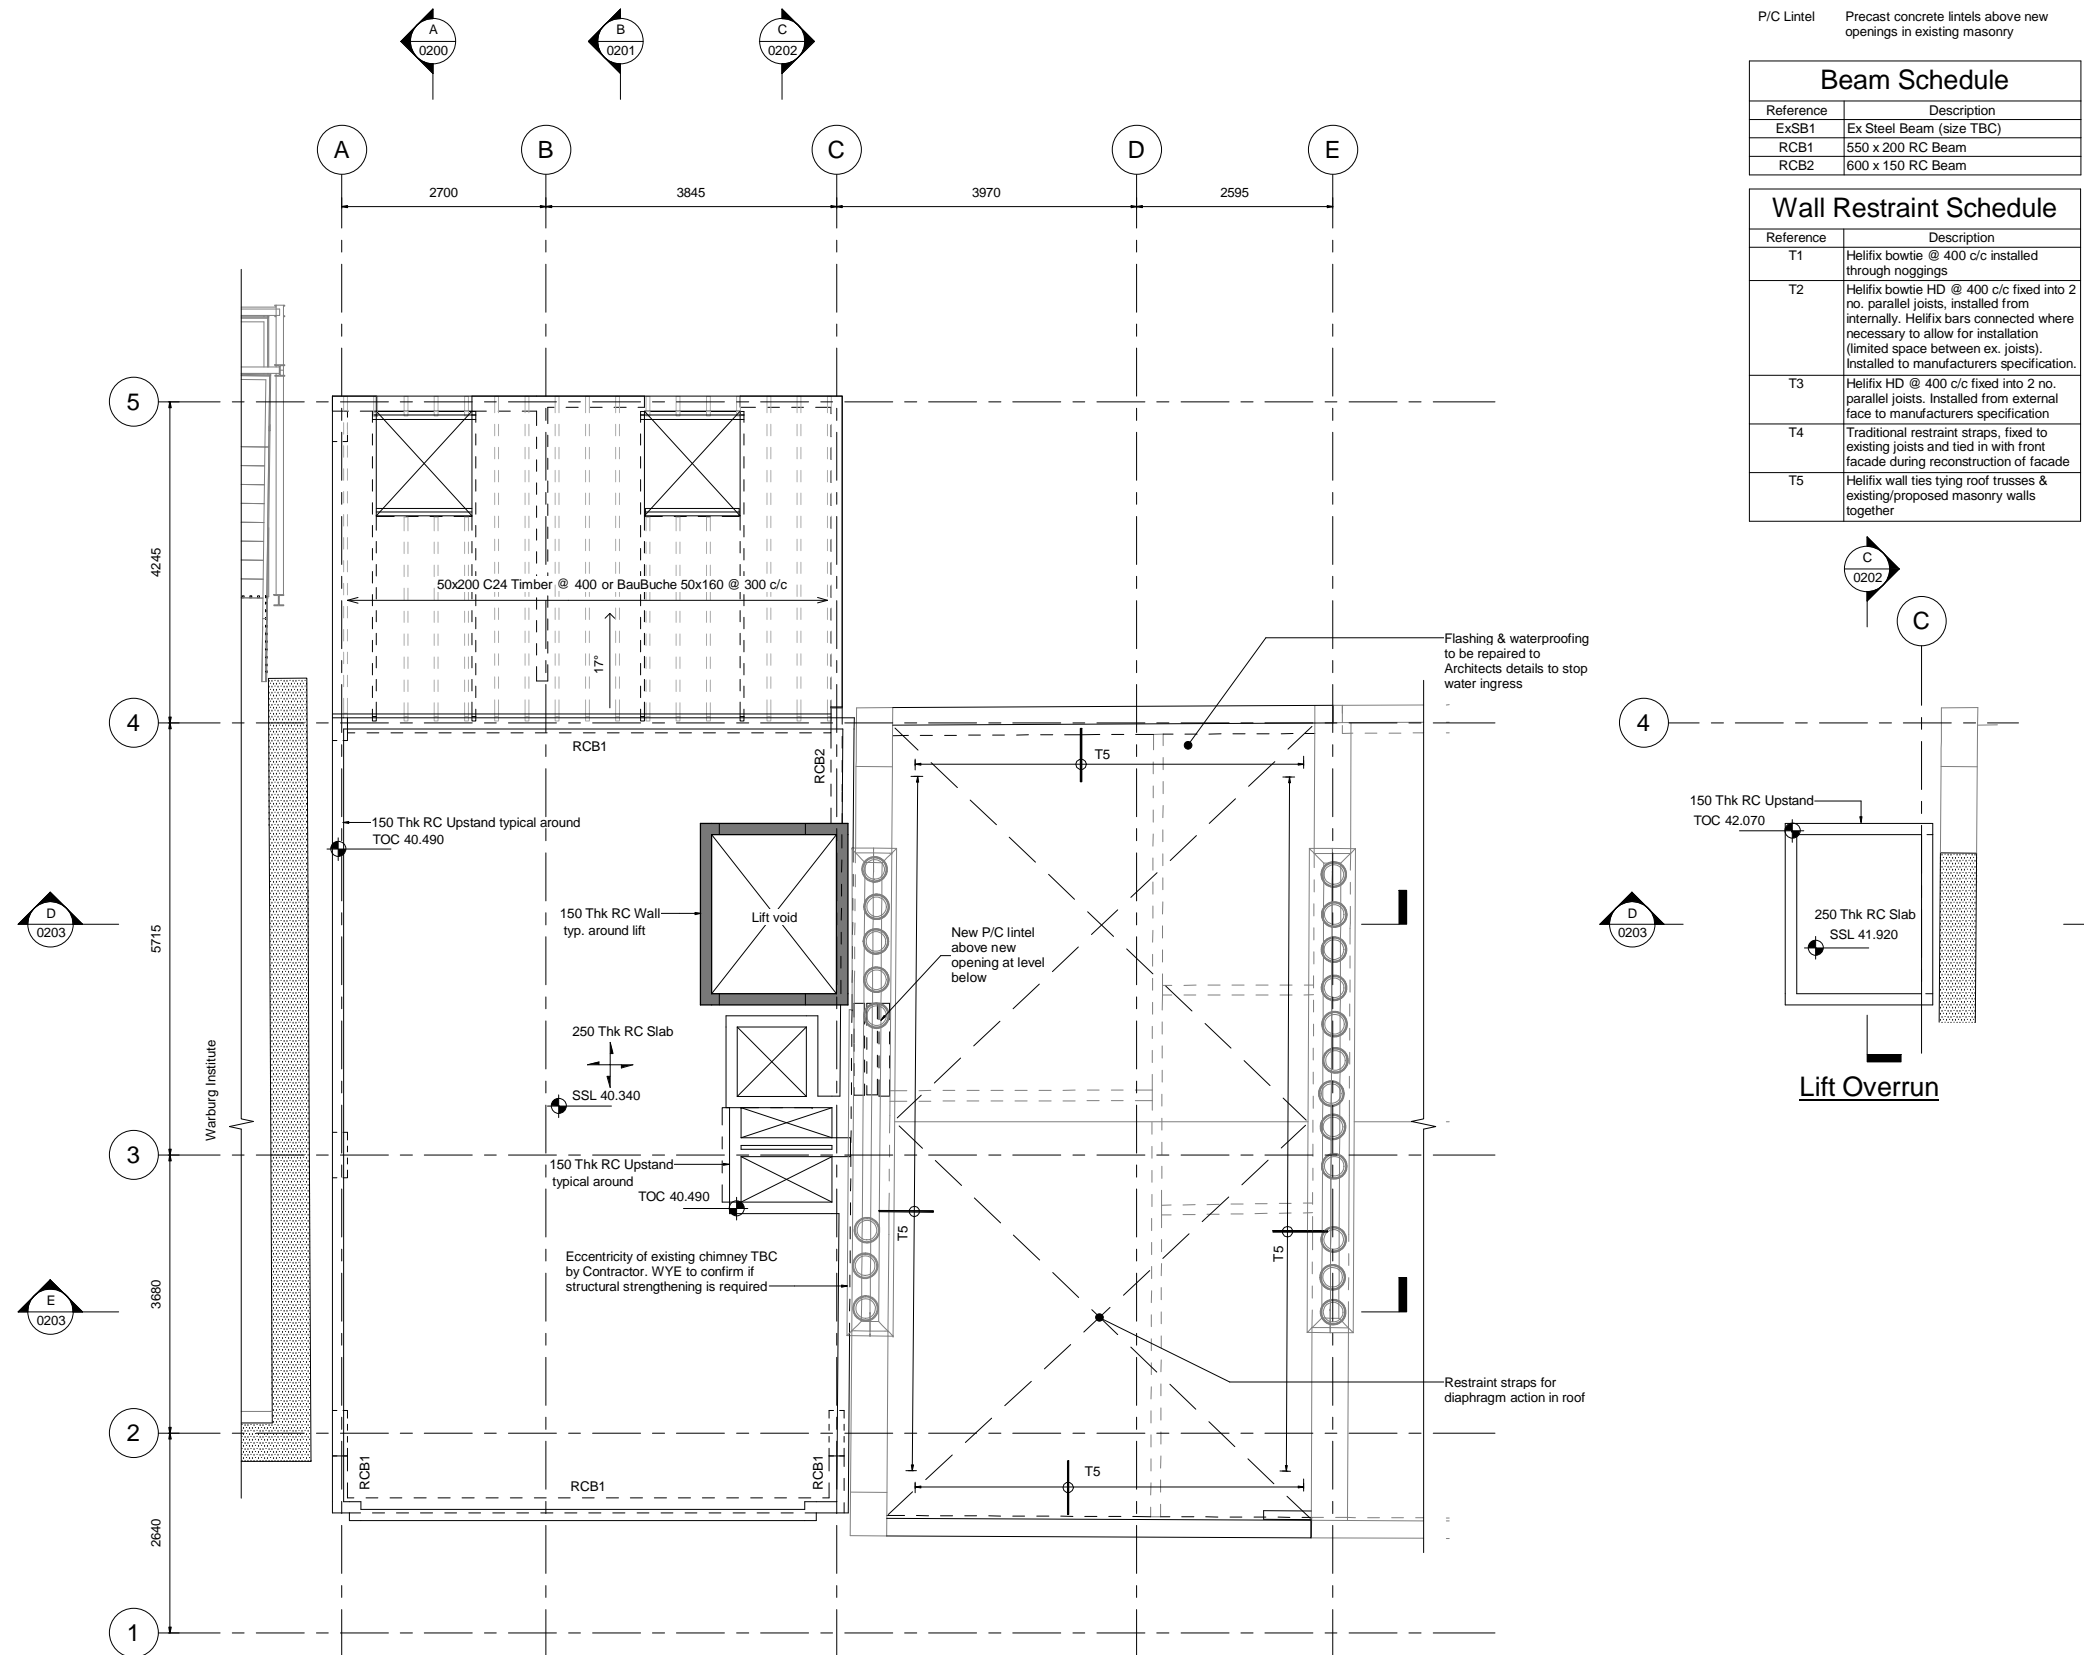 P/C Lintel Precast concrete lintels above new
openings in existing masonry
Beam Schedule
Reference Description
ExSB1 Ex Steel Beam (size TBC)
RCB1 550 x 200 RC Beam
RCB2 600 x 150 RC Beam
Wall Restraint Schedule
Reference Description
T1 Helifix bowtie @ 400 c/c installed
through noggings
T2 Helifix bowtie HD @ 400 c/c fixed into 2
no. parallel joists, installed from
internally. Helifix bars connected where
necessary to allow for installation
(limited space between ex. joists).
Installed to manufacturers specification.
T3 Helifix HD @ 400 c/c fixed into 2 no.
parallel joists. Installed from external
face to manufacturers specification
T4 Traditional restraint straps, fixed to
existing joists and tied in with front
facade during reconstruction of facade
T5 Helifix wall ties tying roof trusses &
existing/proposed masonry walls
together
A
0200
B
0201
C
0202
A
B
C
D
E
2700
3845
3970
2595
5
4245
50x200 C24 Timber @ 400 or BauBuche 50x160 @ 300 c/c
17°
Flashing & waterproofing
to be repaired to
Architects details to stop
water ingress
4
RCB1
RCB2
T5
150 Thk RC Upstand typical around
TOC 40.490
D
0203
5715
150 Thk RC Wall
typ. around lift
Lift void
New P/C lintel
above new
opening at level
below
250 Thk RC Slab
SSL 40.340
Warburg Institute
3
150 Thk RC Upstand
typical around
TOC 40.490
T5
T5
Eccentricity of existing chimney TBC
by Contractor. WYE to confirm if
structural strengthening is required
E
0203
3680
Restraint straps for
diaphragm action in roof
2
RCB1
RCB1
RCB1
T5
2640
1
C
0202
C
4
150 Thk RC Upstand
TOC 42.070
D
0203
250 Thk RC Slab
SSL 41.920
Lift Overrun